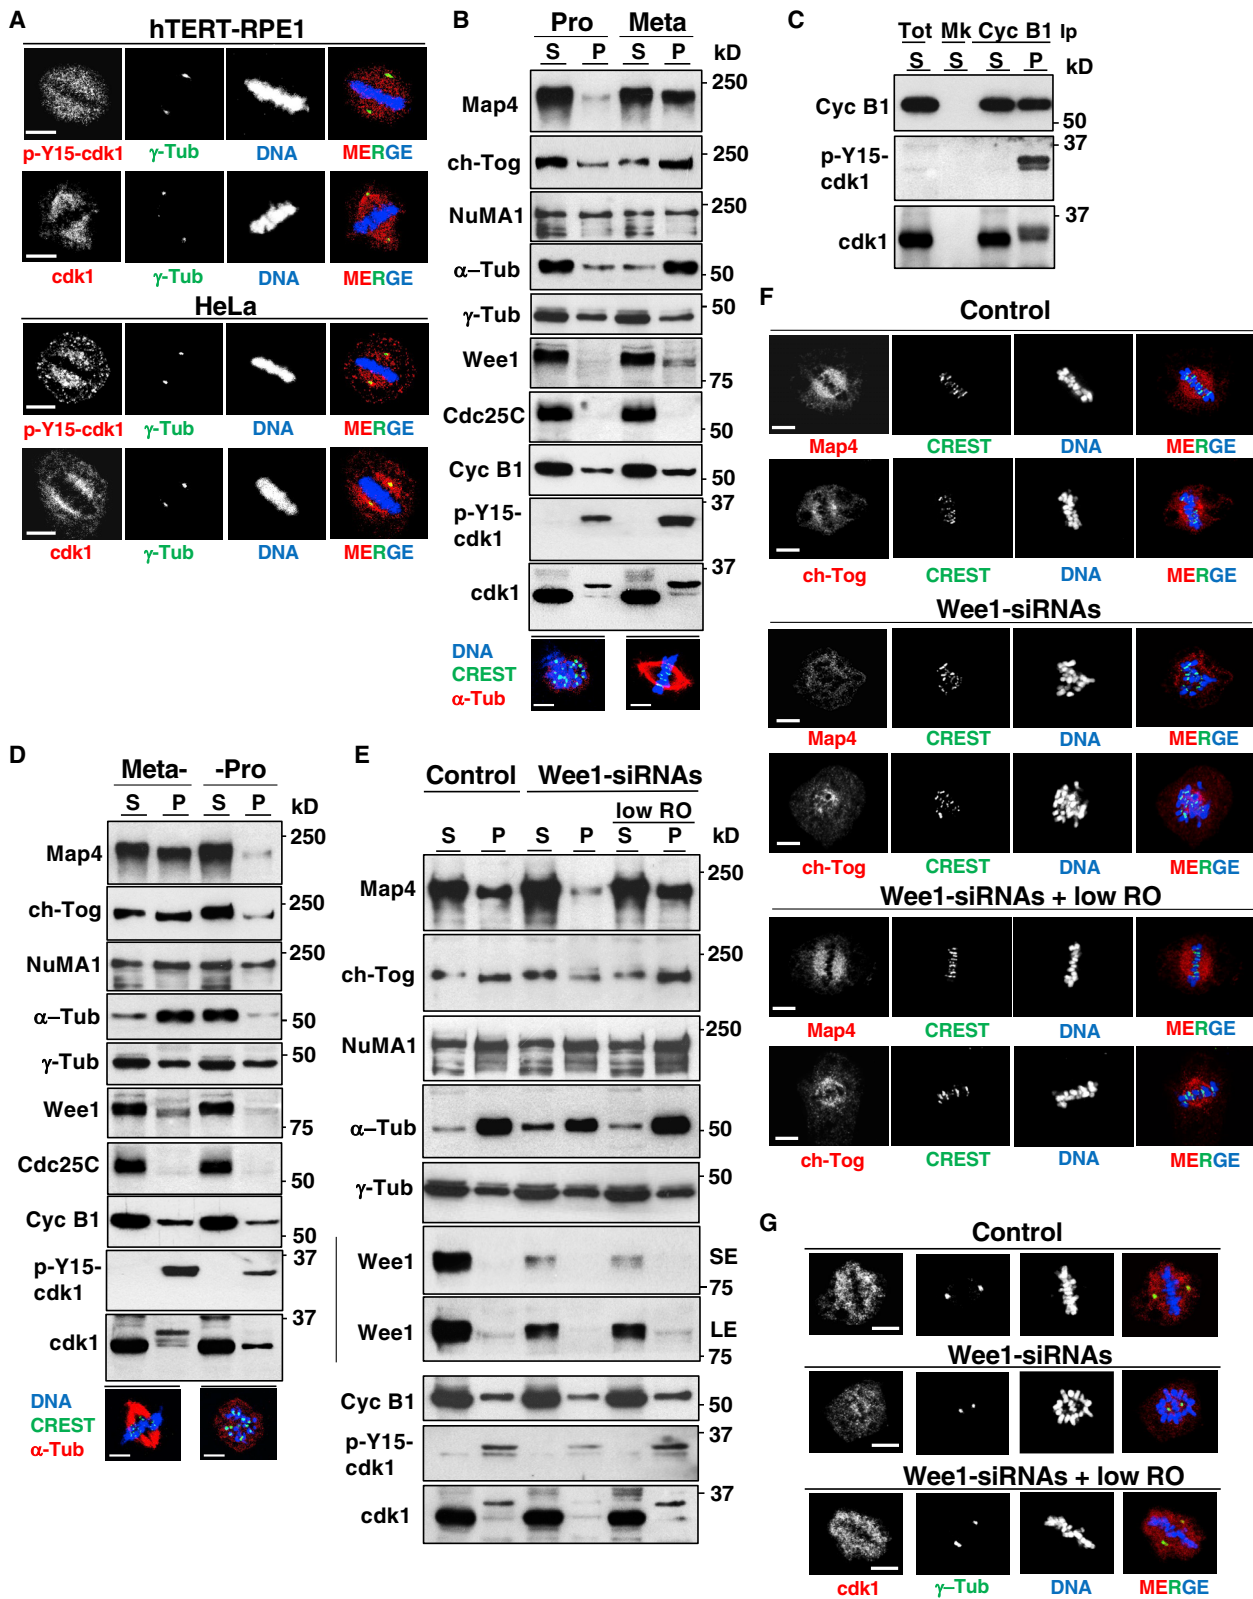 A
hTERT-RPE1
p-Y15-cdk1 γ-Tub DNA MERGE
cdk1 γ-Tub DNA MERGE
HeLa
p-Y15-cdk1 γ-Tub DNA MERGE
cdk1 γ-Tub DNA MERGE
B
Pro Meta
S P S P kD
Map4 250
ch-Tog 250
NuMA1 250
α–Tub 50
γ-Tub 50
Wee1 75
Cdc25C 50
Cyc B1 50
p-Y15-
cdk1
37
cdk1 37
DNA
CREST
α-Tub
C
Tot Mk Cyc B1 Ip
S S S P kD
Cyc B1 50
p-Y15-
cdk1
37
cdk1 37
D
Meta- -Pro
S P S P kD
Map4 250
ch-Tog 250
NuMA1 250
α–Tub 50
γ-Tub 50
Wee1 75
Cdc25C 50
Cyc B1 50
p-Y15-
cdk1
37
cdk1 37
DNA
CREST
α-Tub
E
Control Wee1-siRNAs
low RO
S P S P S P kD
Map4 250
ch-Tog 250
NuMA1 250
α–Tub 50
γ-Tub 50
Wee1 SE 75
Wee1 LE 75
Cyc B1 50
p-Y15-
cdk1
37
cdk1 37
F
Control
Map4 CREST DNA MERGE
ch-Tog CREST DNA MERGE
Wee1-siRNAs
Map4 CREST DNA MERGE
ch-Tog CREST DNA MERGE
Wee1-siRNAs + low RO
Map4 CREST DNA MERGE
ch-Tog CREST DNA MERGE
G
Control
Wee1-siRNAs
Wee1-siRNAs + low RO
cdk1 γ–Tub DNA MERGE